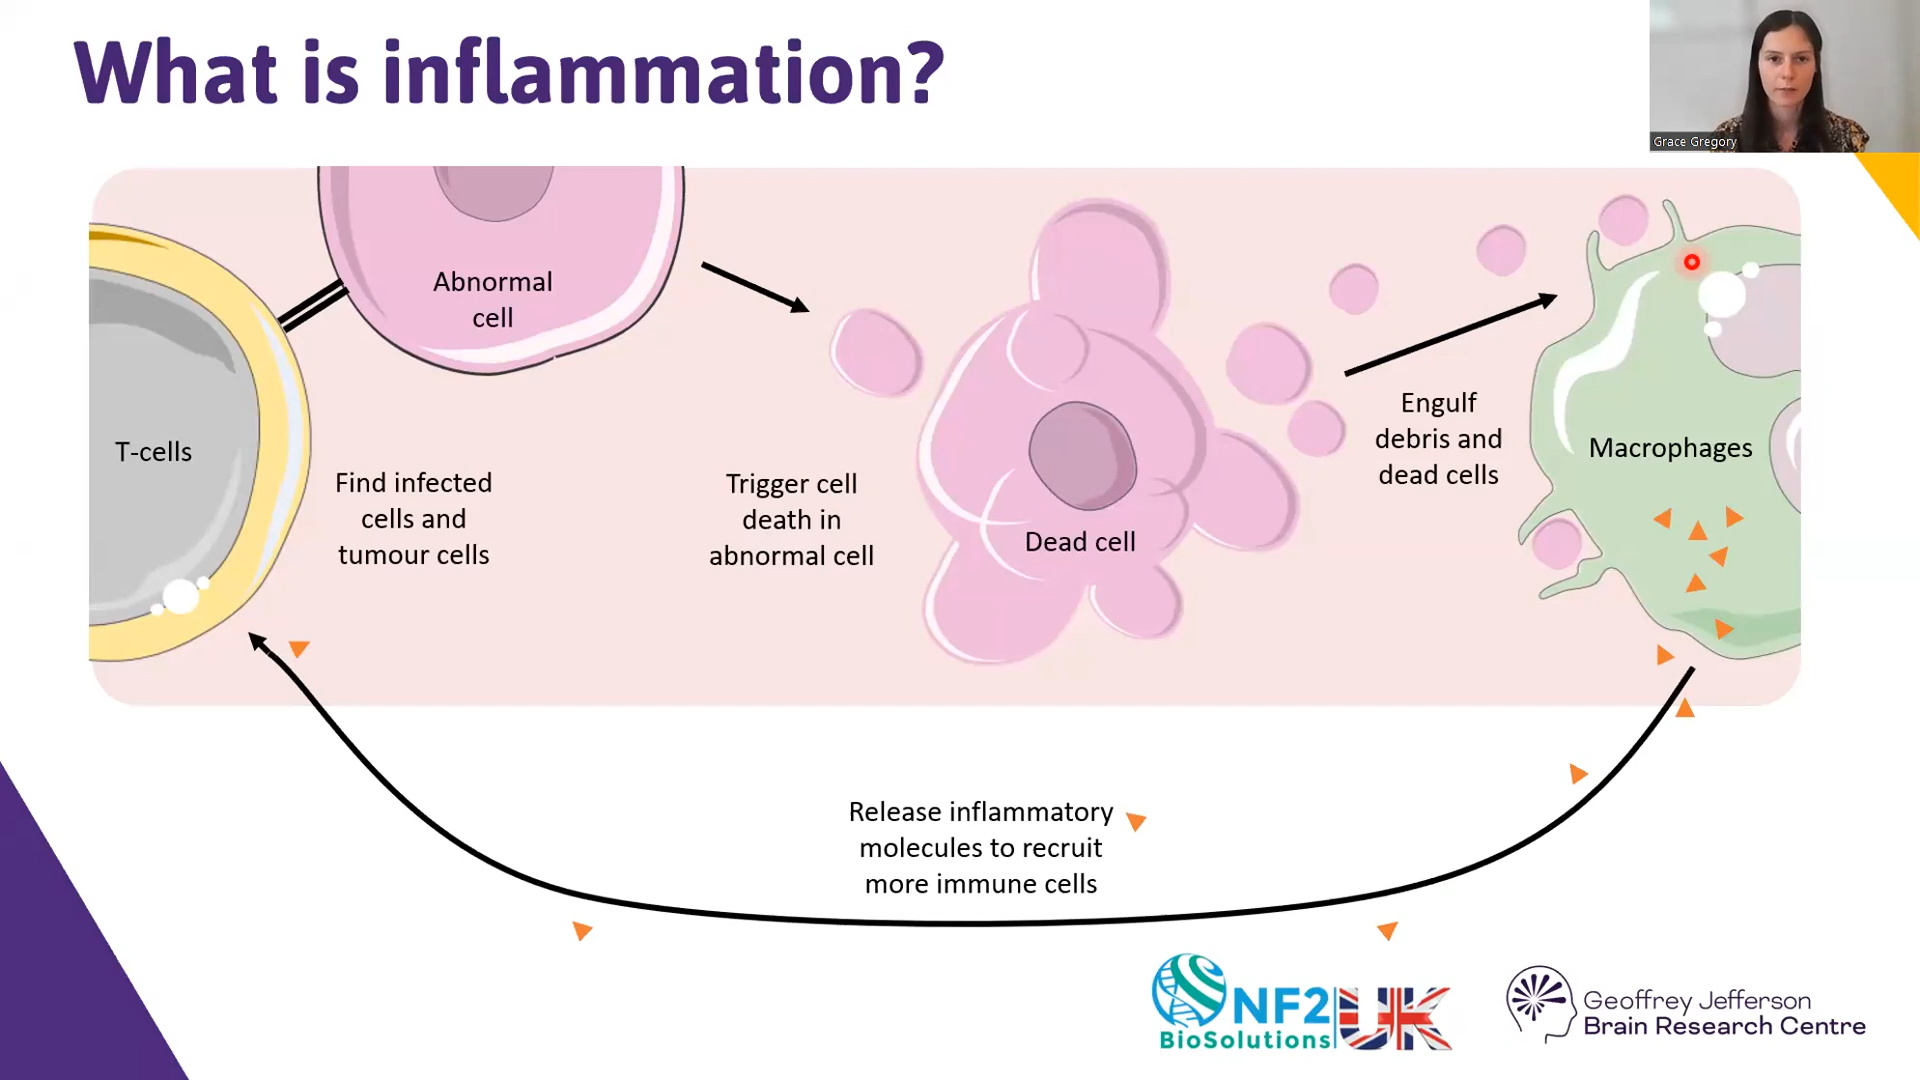 What is inflammation?
Grace Gregory
Abnormal
cell
T-cells
Find infected
cells and
tumour cells
Trigger cell
death in
abnormal cell
Dead cell
Engulf
debris and
dead cells
Macrophages
Release inflammatory
molecules to recruit
more immune cells
NF2
BioSolutions
UK
Geoffrey Jefferson
Brain Research Centre